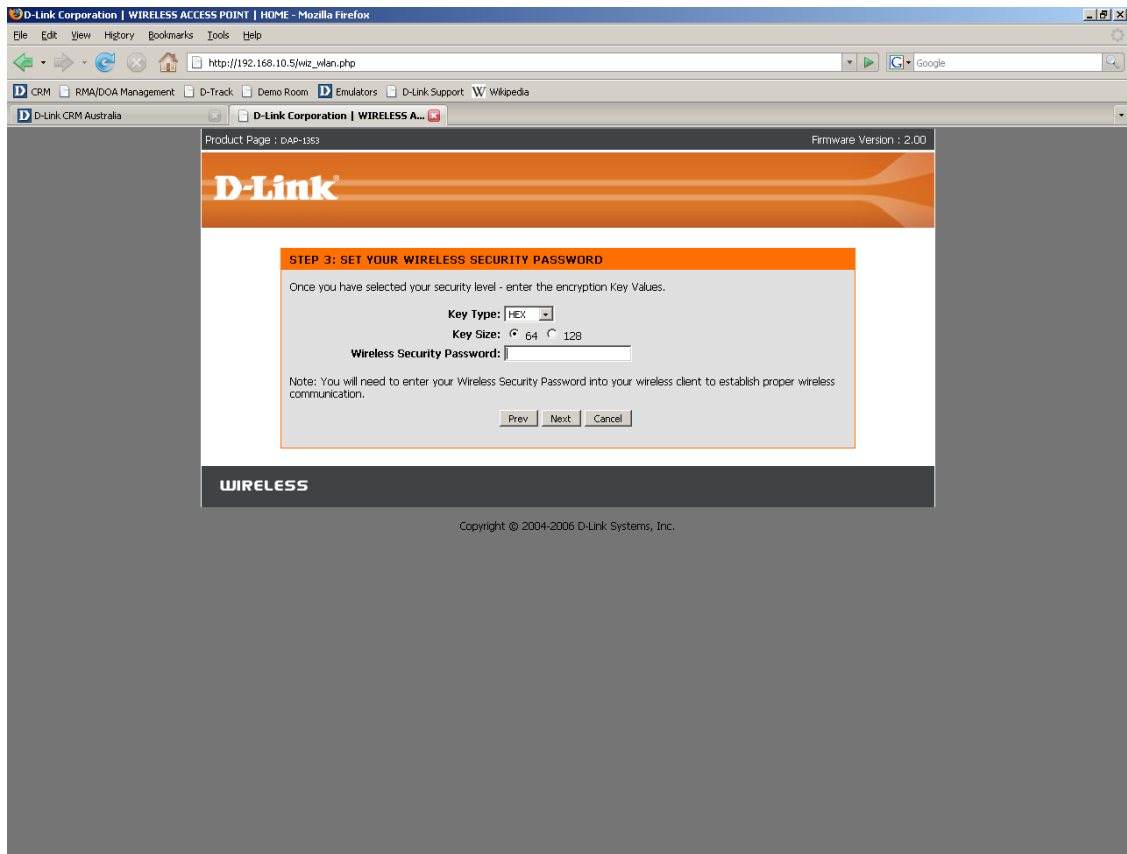 D-Link Corporation | WIRELESS ACCESS POINT | HOME - Mozilla Firefox
File Edit View History Bookmarks Tools Help
http://192.168.10.5/wiz_wlan.php
G Google
D CRM RMA/DOA Management D-Track Demo Room D Emulators D-Link Support W Wikipedia
D D-Link CRM Australia D-Link Corporation | WIRELESS A...
Product Page : DAP-1353 Firmware Version : 2.00
D-Link
STEP 3: SET YOUR WIRELESS SECURITY PASSWORD
Once you have selected your security level - enter the encryption Key Values.
Key Type: HEX
Key Size: 64 128
Wireless Security Password:
Note: You will need to enter your Wireless Security Password into your wireless client to establish proper wireless
communication.
Prev Next Cancel
WIRELESS
Copyright © 2004-2006 D-Link Systems, Inc.